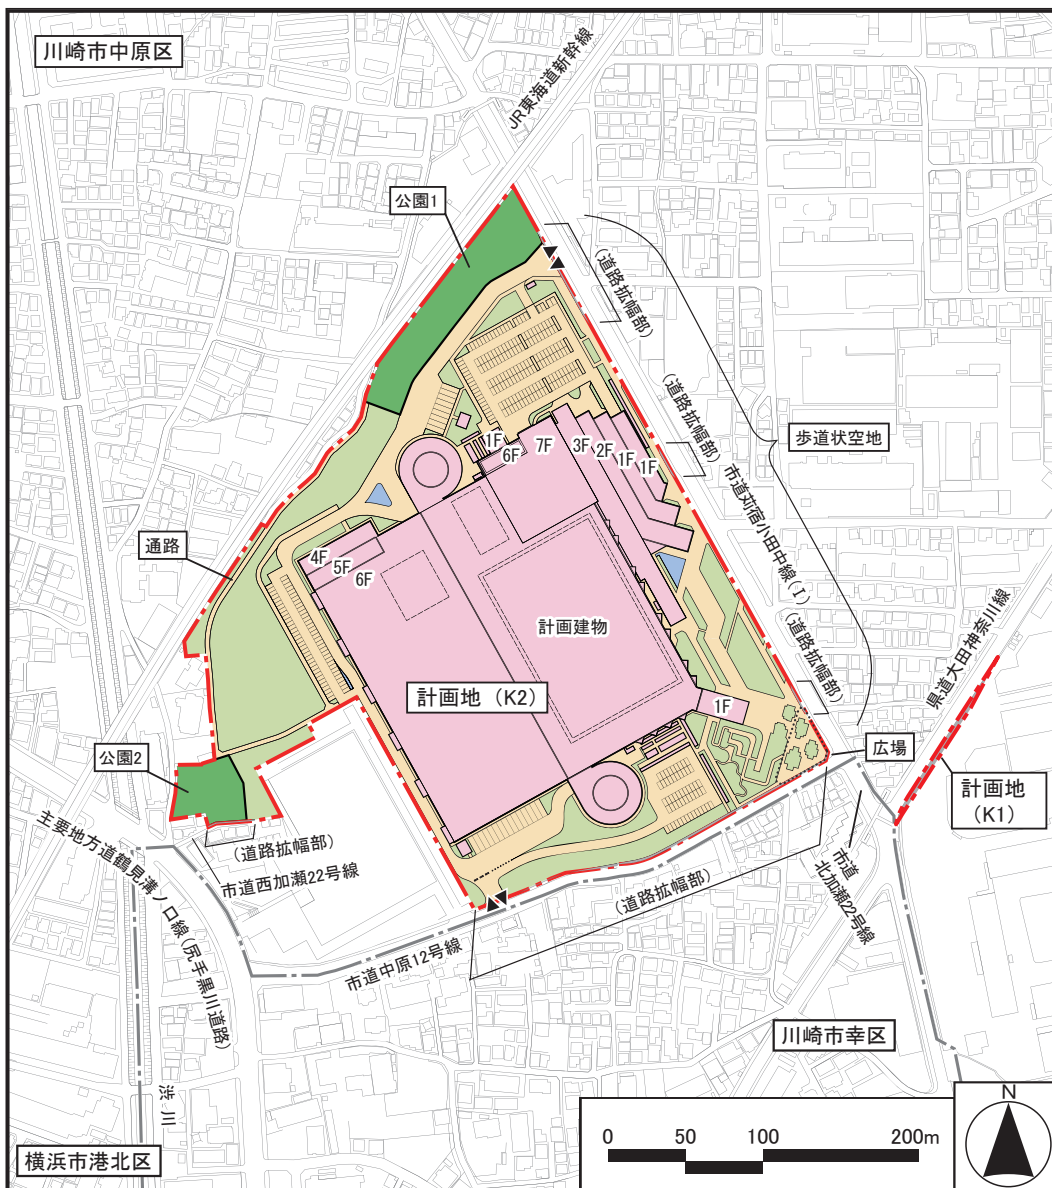 川崎市中原区
JR東海道新幹線
公園1
(道路拡幅部)
(道路拡幅部)
歩道状空地
市道苅宿小田中線(Ⅰ)
(道路拡幅部)
県道大田神奈川線
1F
6F
7F
3F
2F
1F
1F
通路
4F
5F
6F
計画建物
計画地（K2）
1F
広場
計画地
（K1）
公園2
主要地方道鶴見溝ノ口線(尻手黒川道路)
(道路拡幅部)
市道西加瀬22号線
(道路拡幅部)
市道
北加瀬22号線
市道中原12号線
川崎市幸区
渋川
横浜市港北区
0 50 100 200m
N